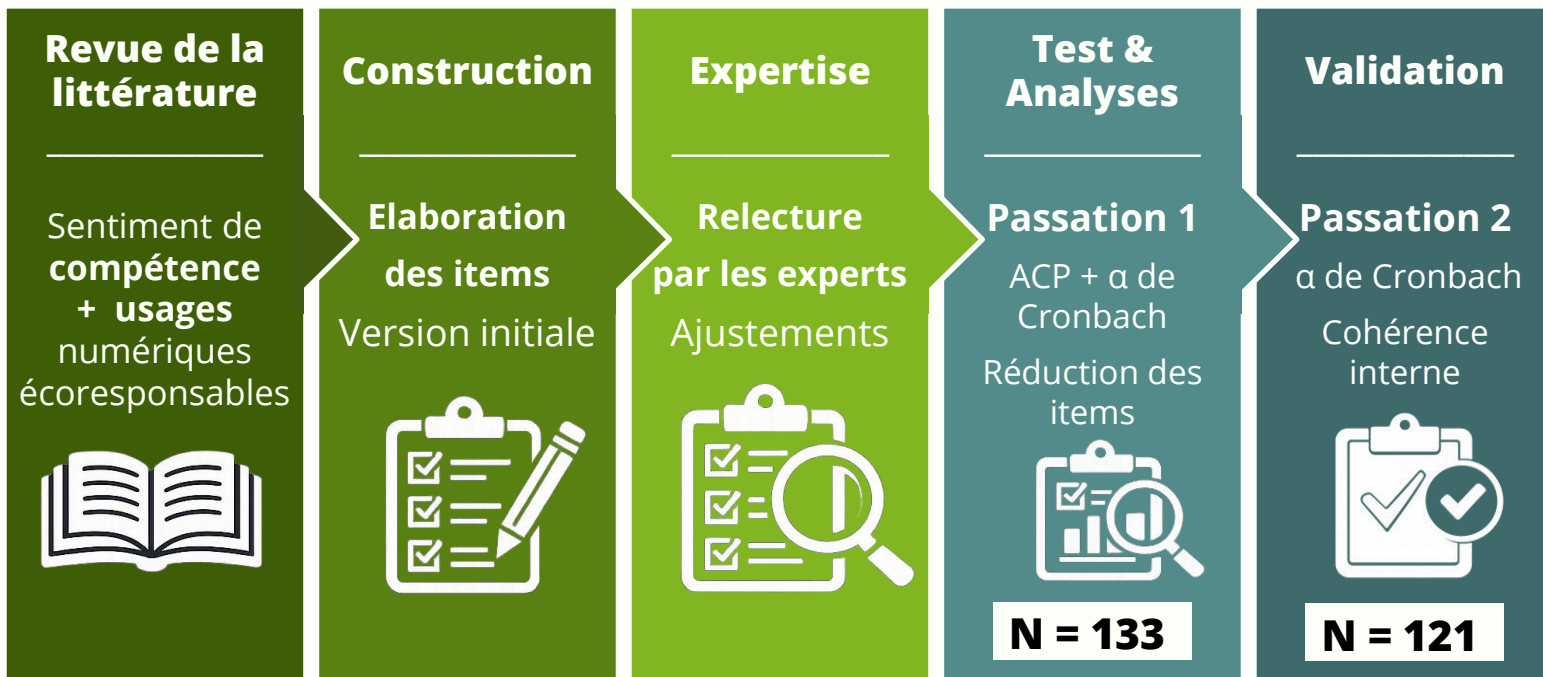 Revue de la
littérature
Sentiment de
compétence
+ usages
numériques
écoresponsables
Construction
Elaboration
des items
Version initiale
Expertise
Relecture
par les experts
Ajustements
Test &
Analyses
Passation 1
ACP + α de
Cronbach
Réduction des
items
N = 133
Validation
Passation 2
α de Cronbach
Cohérence
interne
N = 121